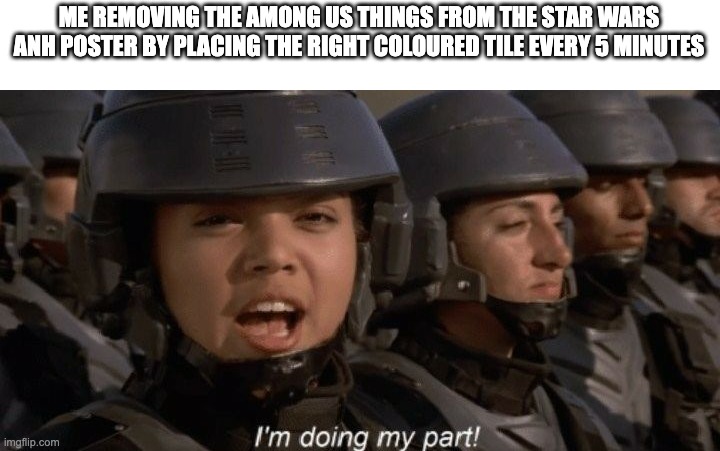 ME REMOVING THE AMONG US THINGS FROM THE STAR WARS
ANH POSTER BY PLACING THE RIGHT COLOURED TILE EVERY 5 MINUTES
I'm doing my part!
imgflip.com